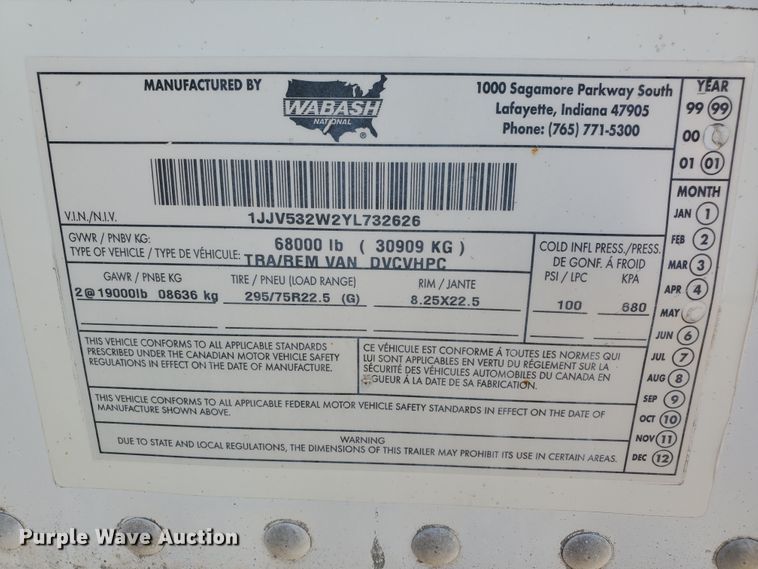 MANUFACTURED BY
WABASH
NATIONAL
®
1000 Sagamore Parkway South
Lafayette, Indiana 47905
Phone: (765) 771-5300
YEAR
99 99
00
01 01
MONTH
JAN 1
FEB 2
MAR 3
APR 4
MAY
JUN 6
JUL 7
AUG 8
SEP 9
OCT 10
NOV 11
DEC 12
V.I.N./N.I.V. 1JJV532W2YL732626
GVWR / PNBV KG: 68000 lb ( 30909 KG )
TYPE OF VEHICLE / TYPE DE VÉHICULE: TRA/REM VAN DVCVHPC
COLD INFL PRESS./PRESS.
DE GONF. Á FROID
PSI / LPC KPA
100 680
GAWR / PNBE KG TIRE / PNEU (LOAD RANGE) RIM / JANTE
2@19000lb 08636 kg 295/75R22.5 (G) 8.25X22.5
THIS VEHICLE CONFORMS TO ALL APPLICABLE STANDARDS
PRESCRIBED UNDER THE CANADIAN MOTOR VEHICLE SAFETY
REGULATIONS IN EFFECT ON THE DATE OF MANUFACTURE.
CE VÉHICULE EST CONFORME Á TOUTES LES NORMES QUI
LUI SONT APPLICABLES EN VERTU DU RÉGLEMENT SUR LA
SÉCURITÉ DES VÉHICULES AUTOMOBILES DU CANADA EN
VIGUEUR Á LA DATE DE SA FABRICATION.
THIS VEHICLE CONFORMS TO ALL APPLICABLE FEDERAL MOTOR VEHICLE SAFETY STANDARDS IN EFFECT ON THE DATE OF
MANUFACTURE SHOWN ABOVE.
WARNING
DUE TO STATE AND LOCAL REGULATIONS, THE DIMENSIONS OF THIS TRAILER MAY PROHIBIT ITS USE IN CERTAIN AREAS.
Purple Wave Auction